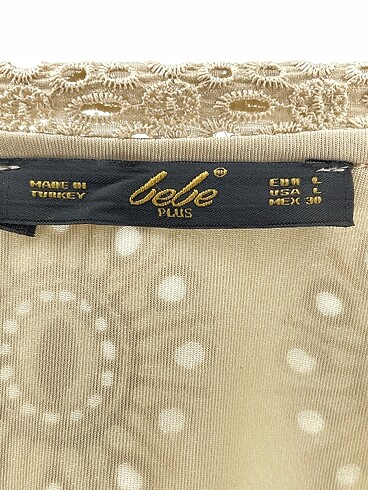 MADE IN
TURKEY
bebe®
PLUS
EUR L
USA L
MEX 30